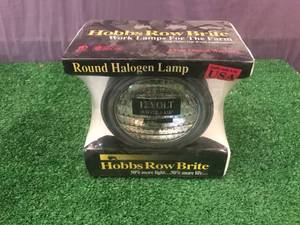 Hobbs Row Brite
Work Lamps For The Farm
Round Halogen Lamp
USA
12 VOLT
Hobbs Row Brite
50% more light...50% more life...